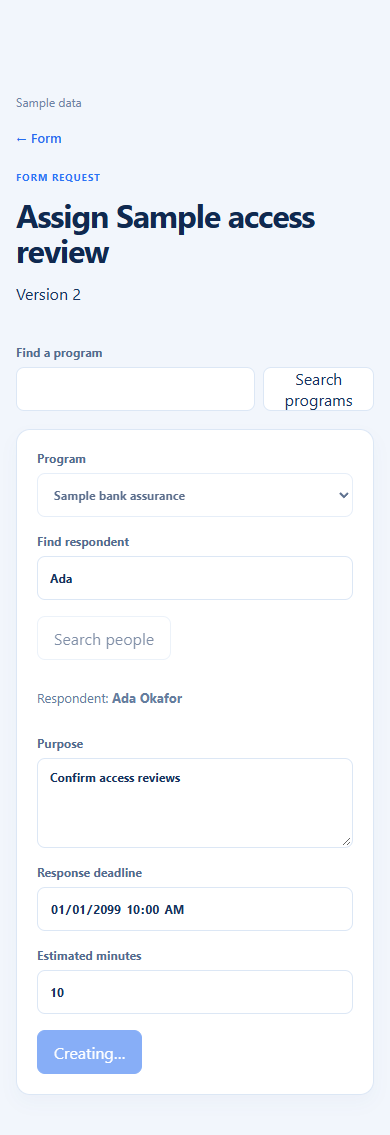 Sample data
← Form
FORM REQUEST
Assign Sample access
review
Version 2
Find a program
Search
programs
Program
Sample bank assurance
Find respondent
Ada
Search people
Respondent: Ada Okafor
Purpose
Confirm access reviews
Response deadline
01/01/2099 10:00 AM
Estimated minutes
10
Creating...